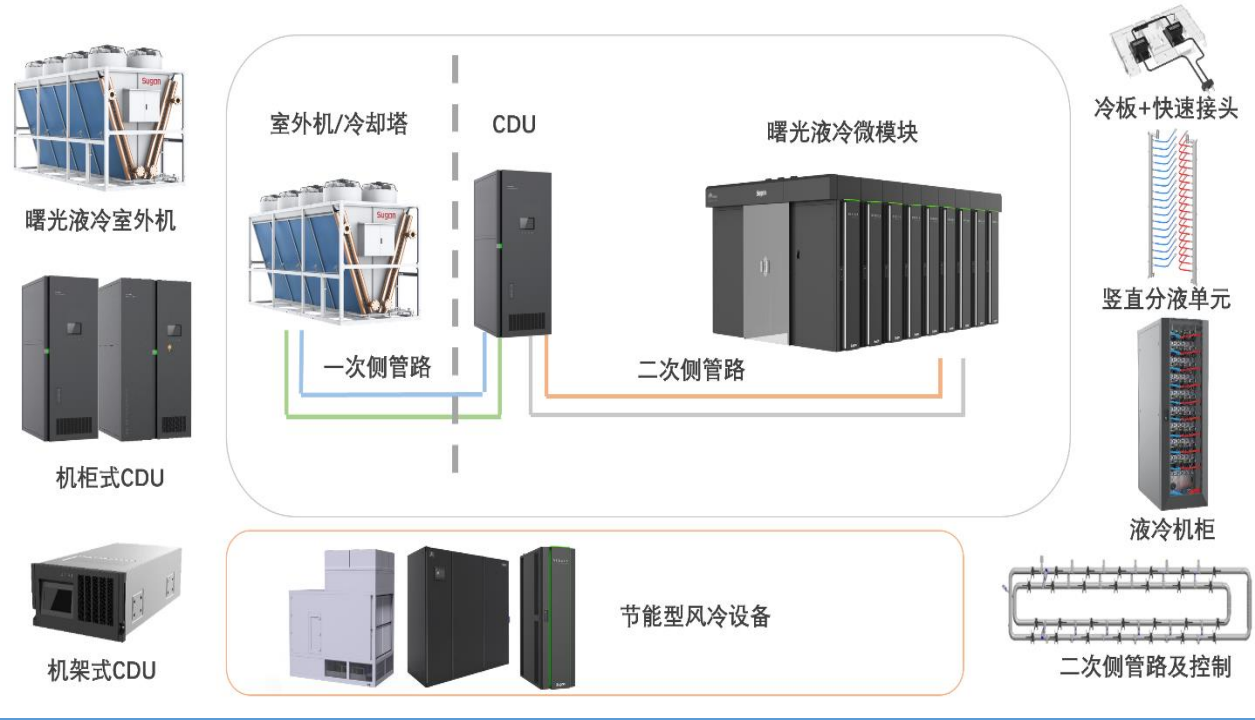 Sugon
曙光液冷室外机
机柜式CDU
机架式CDU
室外机/冷却塔
CDU
曙光液冷微模块
Sugon
一次侧管路
二次侧管路
节能型风冷设备
冷板+快速接头
竖直分液单元
液冷机柜
二次侧管路及控制